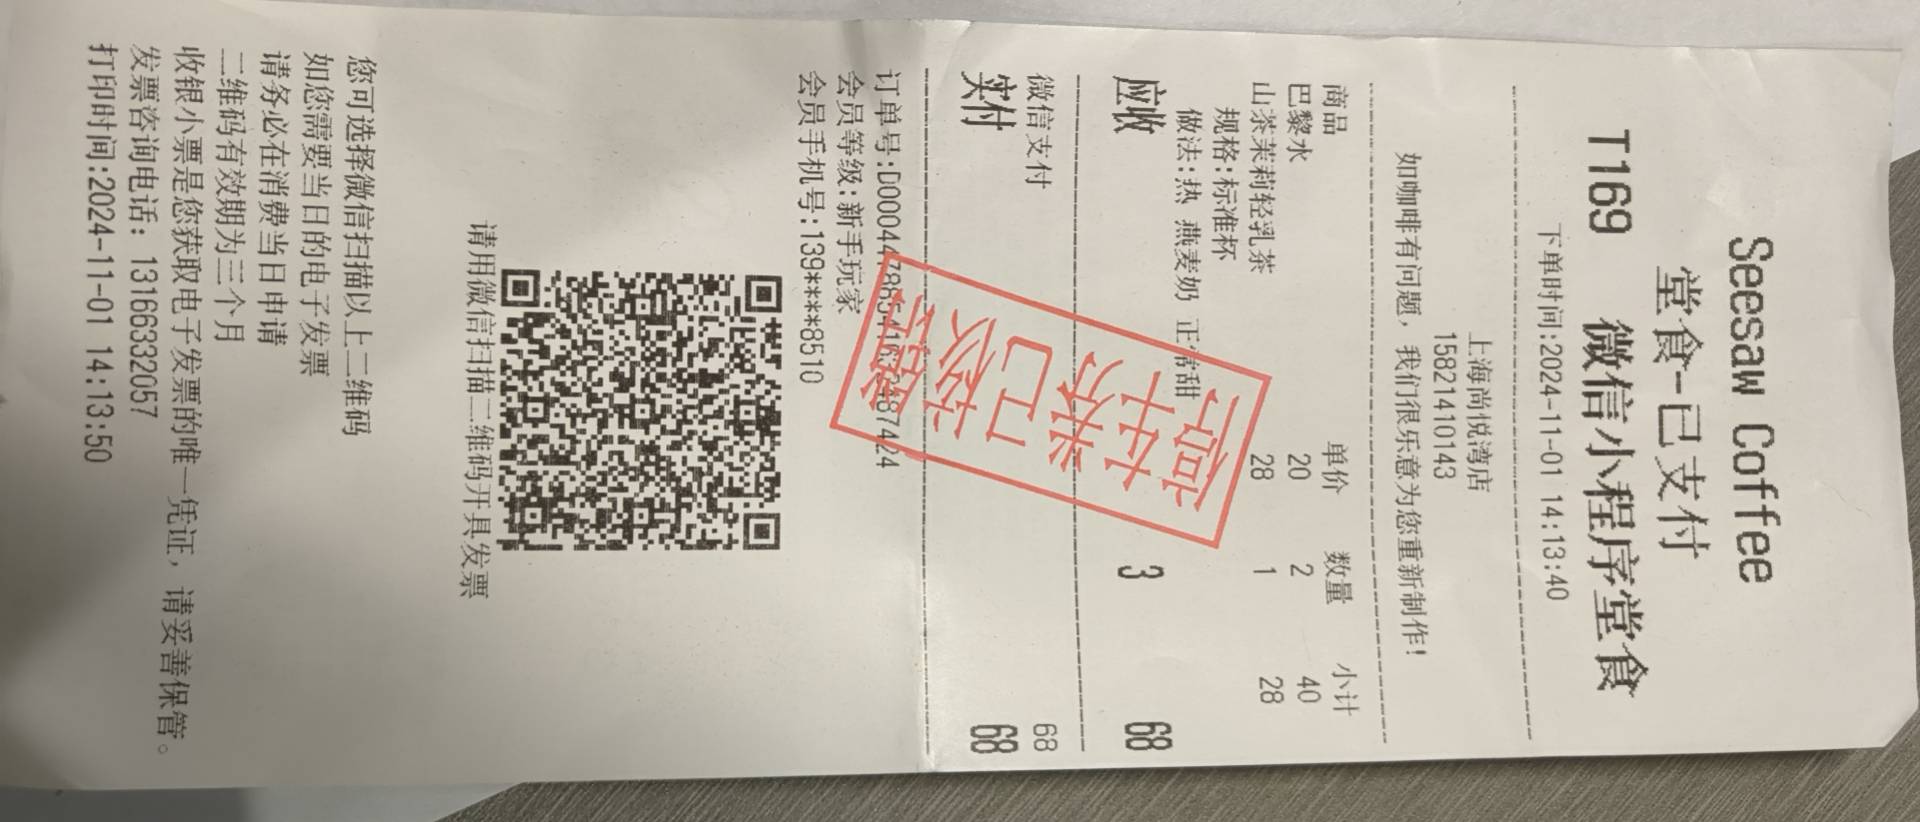 Seesaw Coffee
堂食-已支付
T169 微信小程序堂食
下单时间:2024-11-01 14:13:40
上海尚悦湾店
15821410143
如咖啡有问题，我们很乐意为您重新制作!
商品 单价 数量 小计
巴黎水 20 2 40
山茶茉莉轻乳茶 28 1 28
规格:标准杯
做法:热 燕麦奶 正常甜
应收 3 68
微信支付 68
实付 68
会员等级:新手玩家
会员手机号:139****8510
请用微信扫描二维码开具发票
您可选择微信扫描以上二维码
如您需要当日的电子发票
请务必在消费当日申请
二维码有效期为三个月
收银小票是您获取电子发票的唯一凭证，请妥善保管。
发票咨询电话: 13166332057
打印时间:2024-11-01 14:13:50